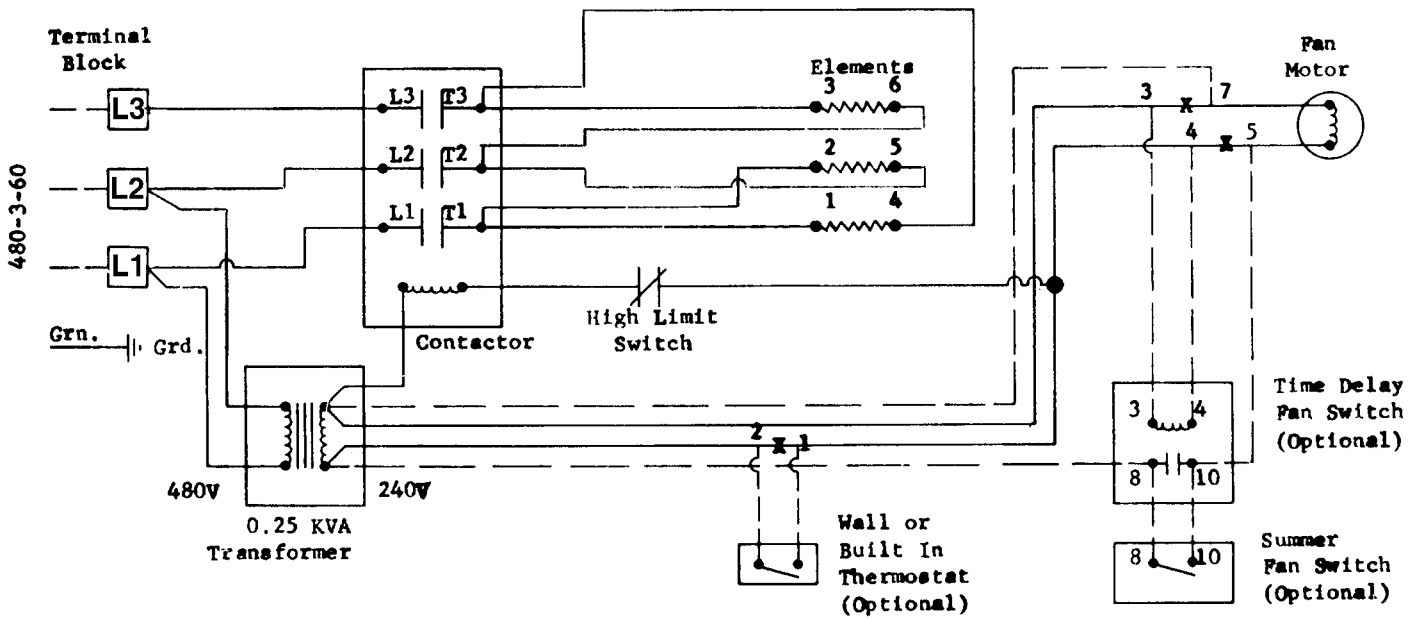 Terminal
Block
480-3-60
L3
L2
L1
Grn.
Grd.
L3 T3
L2 T2
L1 T1
Contactor
Elements
3 6
2 5
1 4
High Limit
Switch
Fan
Motor
3 X 7
4 X 5
480V
240V
0.25 KVA
Transformer
2 X 1
Wall or
Built In
Thermostat
(Optional)
3 4
8 10
Time Delay
Fan Switch
(Optional)
8 10
Summer
Fan Switch
(Optional)